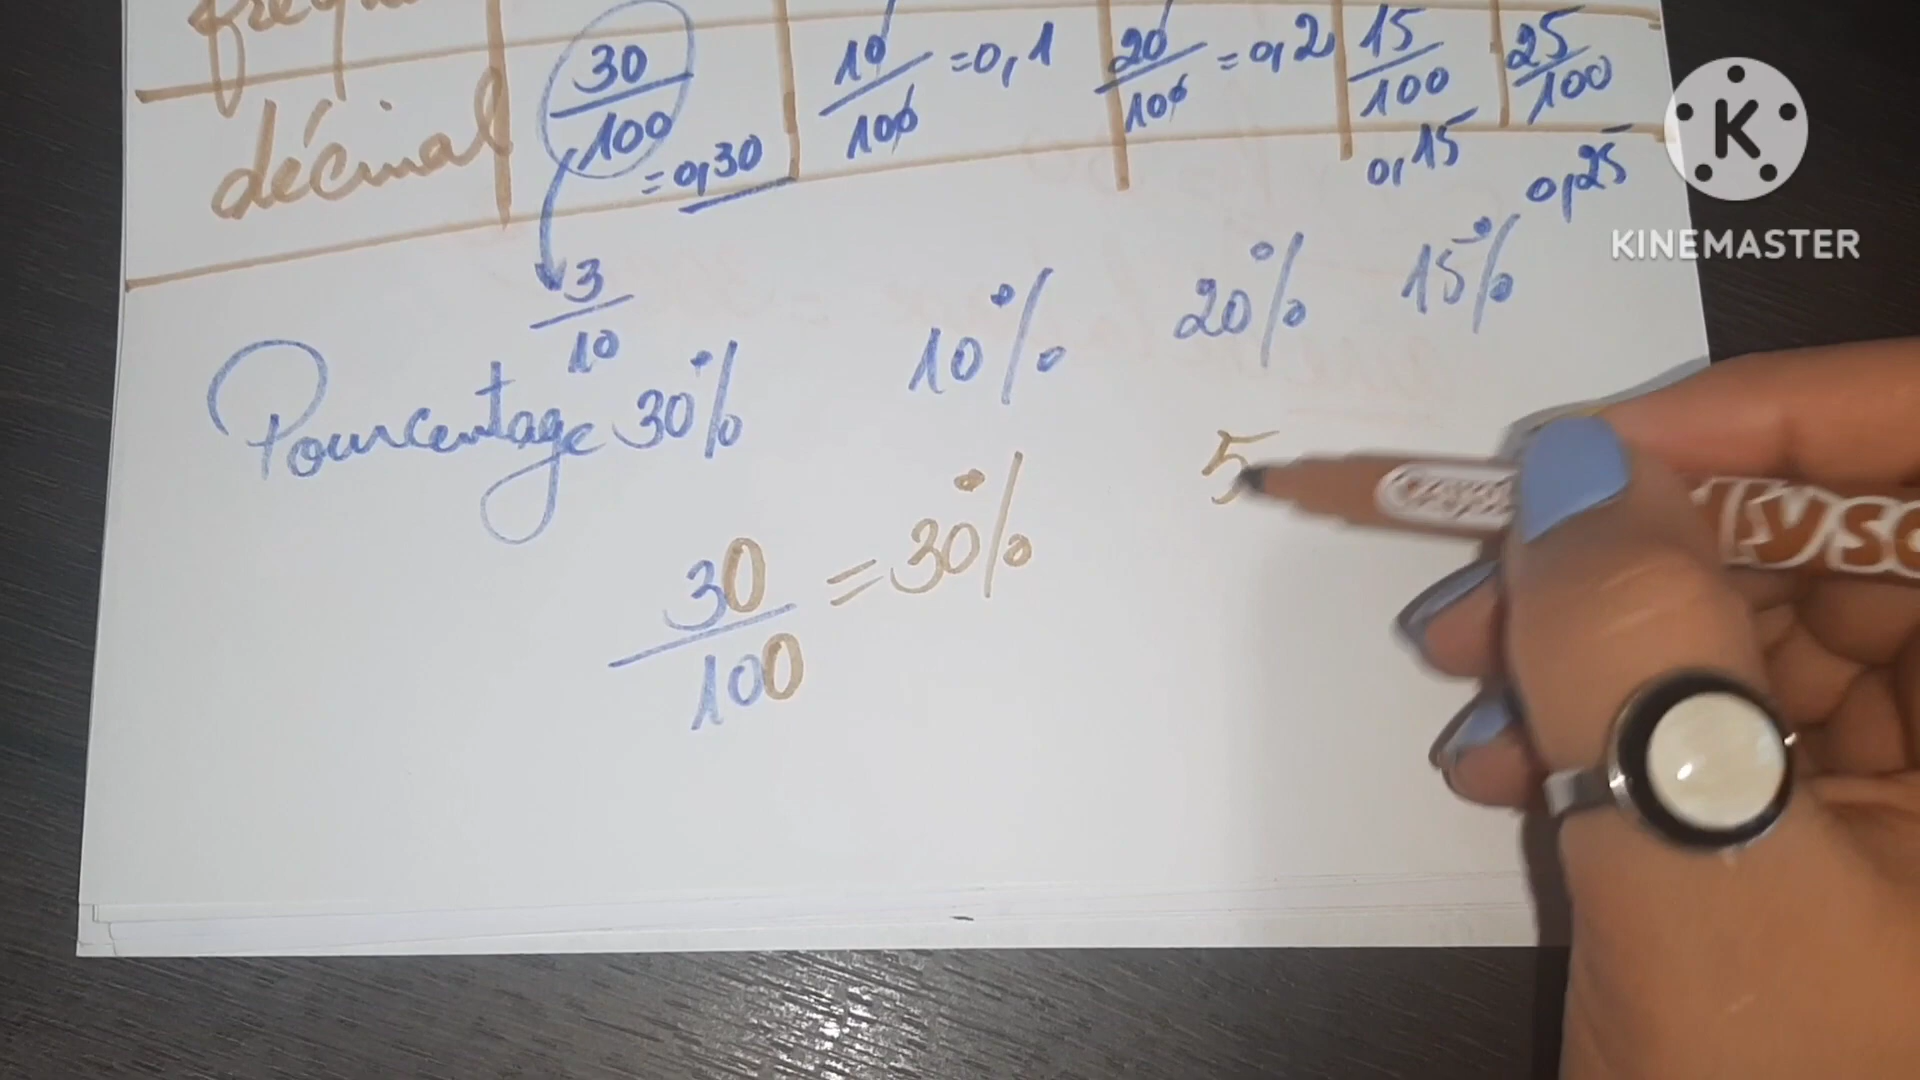 décimal 30/100 = 0,30 10/100 = 0,1 20/100 = 0,2 15/100 0,15 25/100 0,25
3/10
Pourcentage 30% 10% 20% 15%
30/100 = 30% 5
K
KINEMASTER